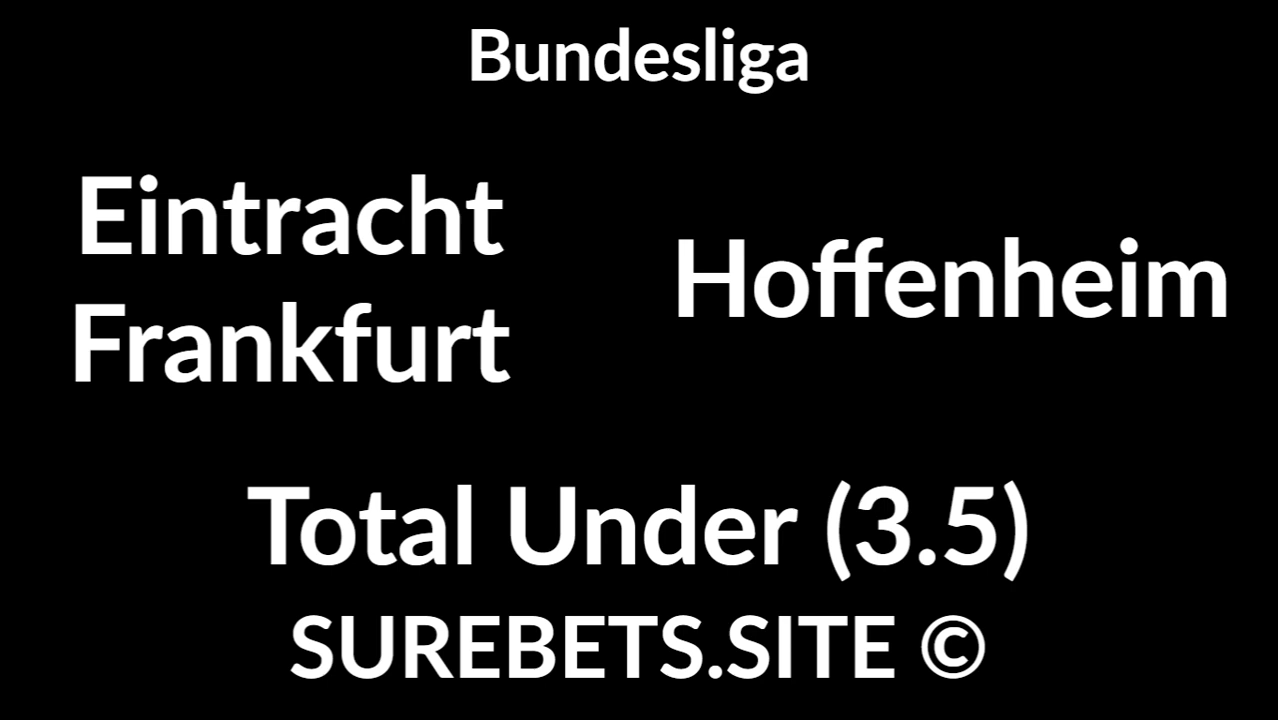 Bundesliga
Eintracht
Frankfurt
Hoffenheim
Total Under (3.5)
SUREBETS.SITE ©